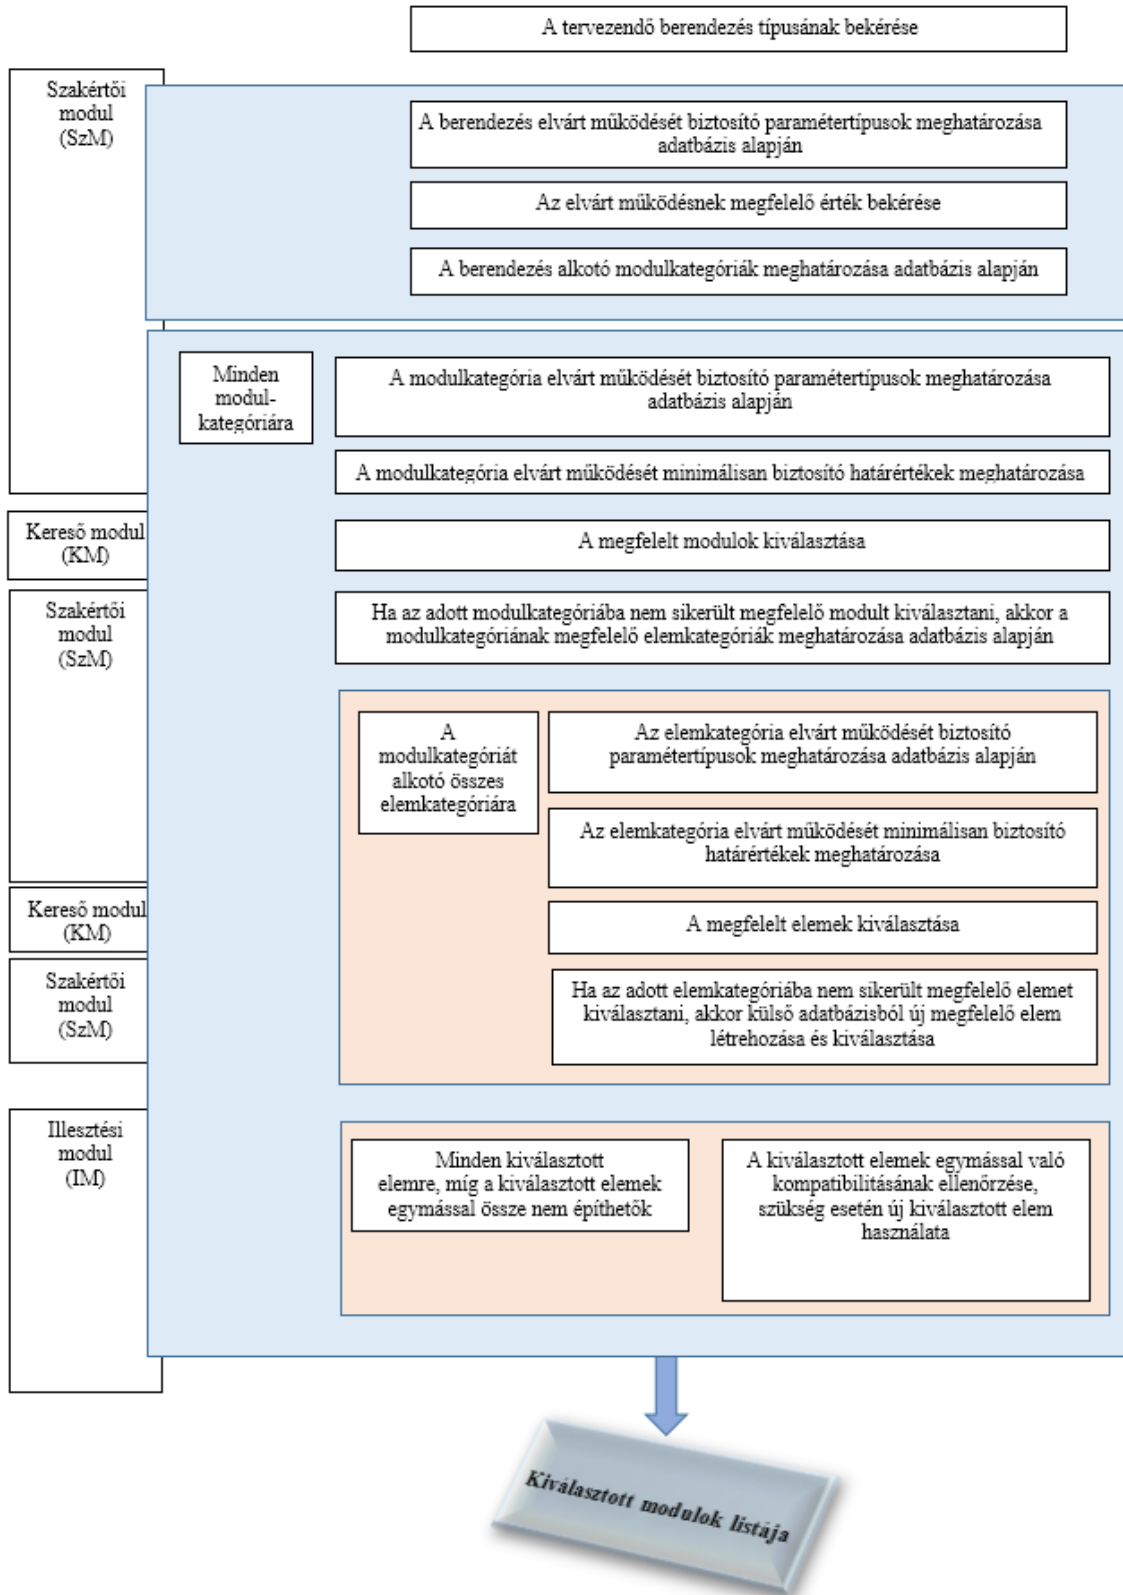 A tervezendő berendezés típusának bekérése
Szakértői
modul
(SzM)
A berendezés elvárt működését biztosító paramétertípusok meghatározása
adatbázis alapján
Az elvárt működésnek megfelelő érték bekérése
A berendezés alkotó modulkategóriák meghatározása adatbázis alapján
Minden
modul-
kategóriára
A modulkategória elvárt működését biztosító paramétertípusok meghatározása
adatbázis alapján
A modulkategória elvárt működését minimálisan biztosító határértékek meghatározása
Kereső modul
(KM)
A megfelelt modulok kiválasztása
Szakértői
modul
(SzM)
Ha az adott modulkategóriába nem sikerült megfelelő modult kiválasztani, akkor a
modulkategóriának megfelelő elemkategóriák meghatározása adatbázis alapján
A
modulkategóriát
alkotó összes
elemkategóriára
Az elemkategória elvárt működését biztosító
paramétertípusok meghatározása adatbázis alapján
Az elemkategória elvárt működését minimálisan biztosító
határértékek meghatározása
Kereső modul
(KM)
A megfelelt elemek kiválasztása
Szakértői
modul
(SzM)
Ha az adott elemkategóriába nem sikerült megfelelő elemet
kiválasztani, akkor külső adatbázisból új megfelelő elem
létrehozása és kiválasztása
Illesztési
modul
(IM)
Minden kiválasztott
elemre, míg a kiválasztott elemek
egymással össze nem építhetők
A kiválasztott elemek egymással való
kompatibilitásának ellenőrzése,
szükség esetén új kiválasztott elem
használata
Kiválasztott modulok listája